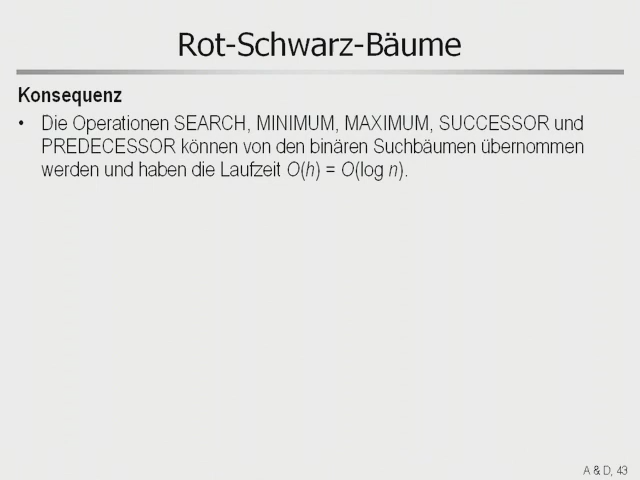 Rot-Schwarz-Bäume
Konsequenz
• Die Operationen SEARCH, MINIMUM, MAXIMUM, SUCCESSOR und
PREDECESSOR können von den binären Suchbäumen übernommen
werden und haben die Laufzeit O(h) = O(log n).
A & D, 43